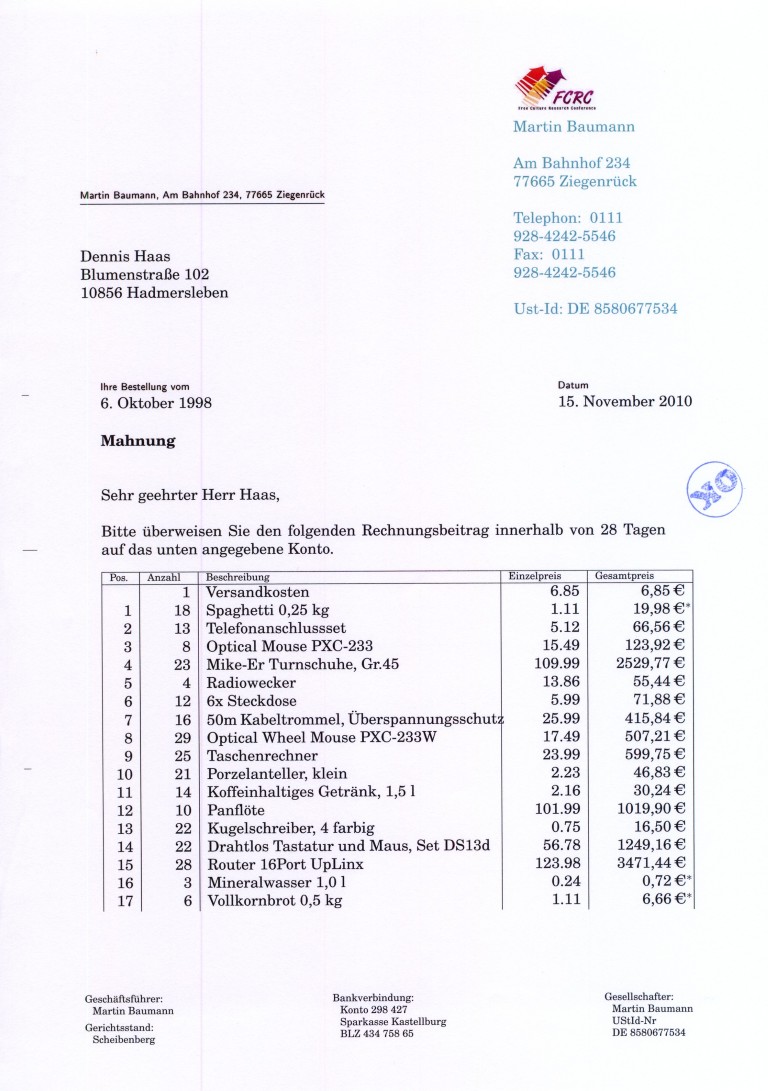 FCRC
Free Culture Research Conference
Martin Baumann
Am Bahnhof 234
77665 Ziegenrück
Martin Baumann, Am Bahnhof 234, 77665 Ziegenrück
Telephon: 0111
928-4242-5546
Fax: 0111
928-4242-5546
Dennis Haas
Blumenstraße 102
10856 Hadmersleben
Ust-Id: DE 8580677534
Ihre Bestellung vom
6. Oktober 1998
Datum
15. November 2010
Mahnung
XO
Sehr geehrter Herr Haas,
Bitte überweisen Sie den folgenden Rechnungsbeitrag innerhalb von 28 Tagen
auf das unten angegebene Konto.
Pos. Anzahl Beschreibung Einzelpreis Gesamtpreis
1 Versandkosten 6.85 6,85 €
1 18 Spaghetti 0,25 kg 1.11 19,98 €*
2 13 Telefonanschlussset 5.12 66,56 €
3 8 Optical Mouse PXC-233 15.49 123,92 €
4 23 Mike-Er Turnschuhe, Gr.45 109.99 2529,77 €
5 4 Radiowecker 13.86 55,44 €
6 12 6x Steckdose 5.99 71,88 €
7 16 50m Kabeltrommel, Überspannungsschutz 25.99 415,84 €
8 29 Optical Wheel Mouse PXC-233W 17.49 507,21 €
9 25 Taschenrechner 23.99 599,75 €
10 21 Porzelanteller, klein 2.23 46,83 €
11 14 Koffeinhaltiges Getränk, 1,5 l 2.16 30,24 €
12 10 Panflöte 101.99 1019,90 €
13 22 Kugelschreiber, 4 farbig 0.75 16,50 €
14 22 Drahtlos Tastatur und Maus, Set DS13d 56.78 1249,16 €
15 28 Router 16Port UpLinx 123.98 3471,44 €
16 3 Mineralwasser 1,0 l 0.24 0,72 €*
17 6 Vollkornbrot 0,5 kg 1.11 6,66 €*
Geschäftsführer:
Martin Baumann
Gerichtsstand:
Scheibenberg
Bankverbindung:
Konto 298 427
Sparkasse Kastellburg
BLZ 434 758 65
Gesellschafter:
Martin Baumann
UStId-Nr
DE 8580677534